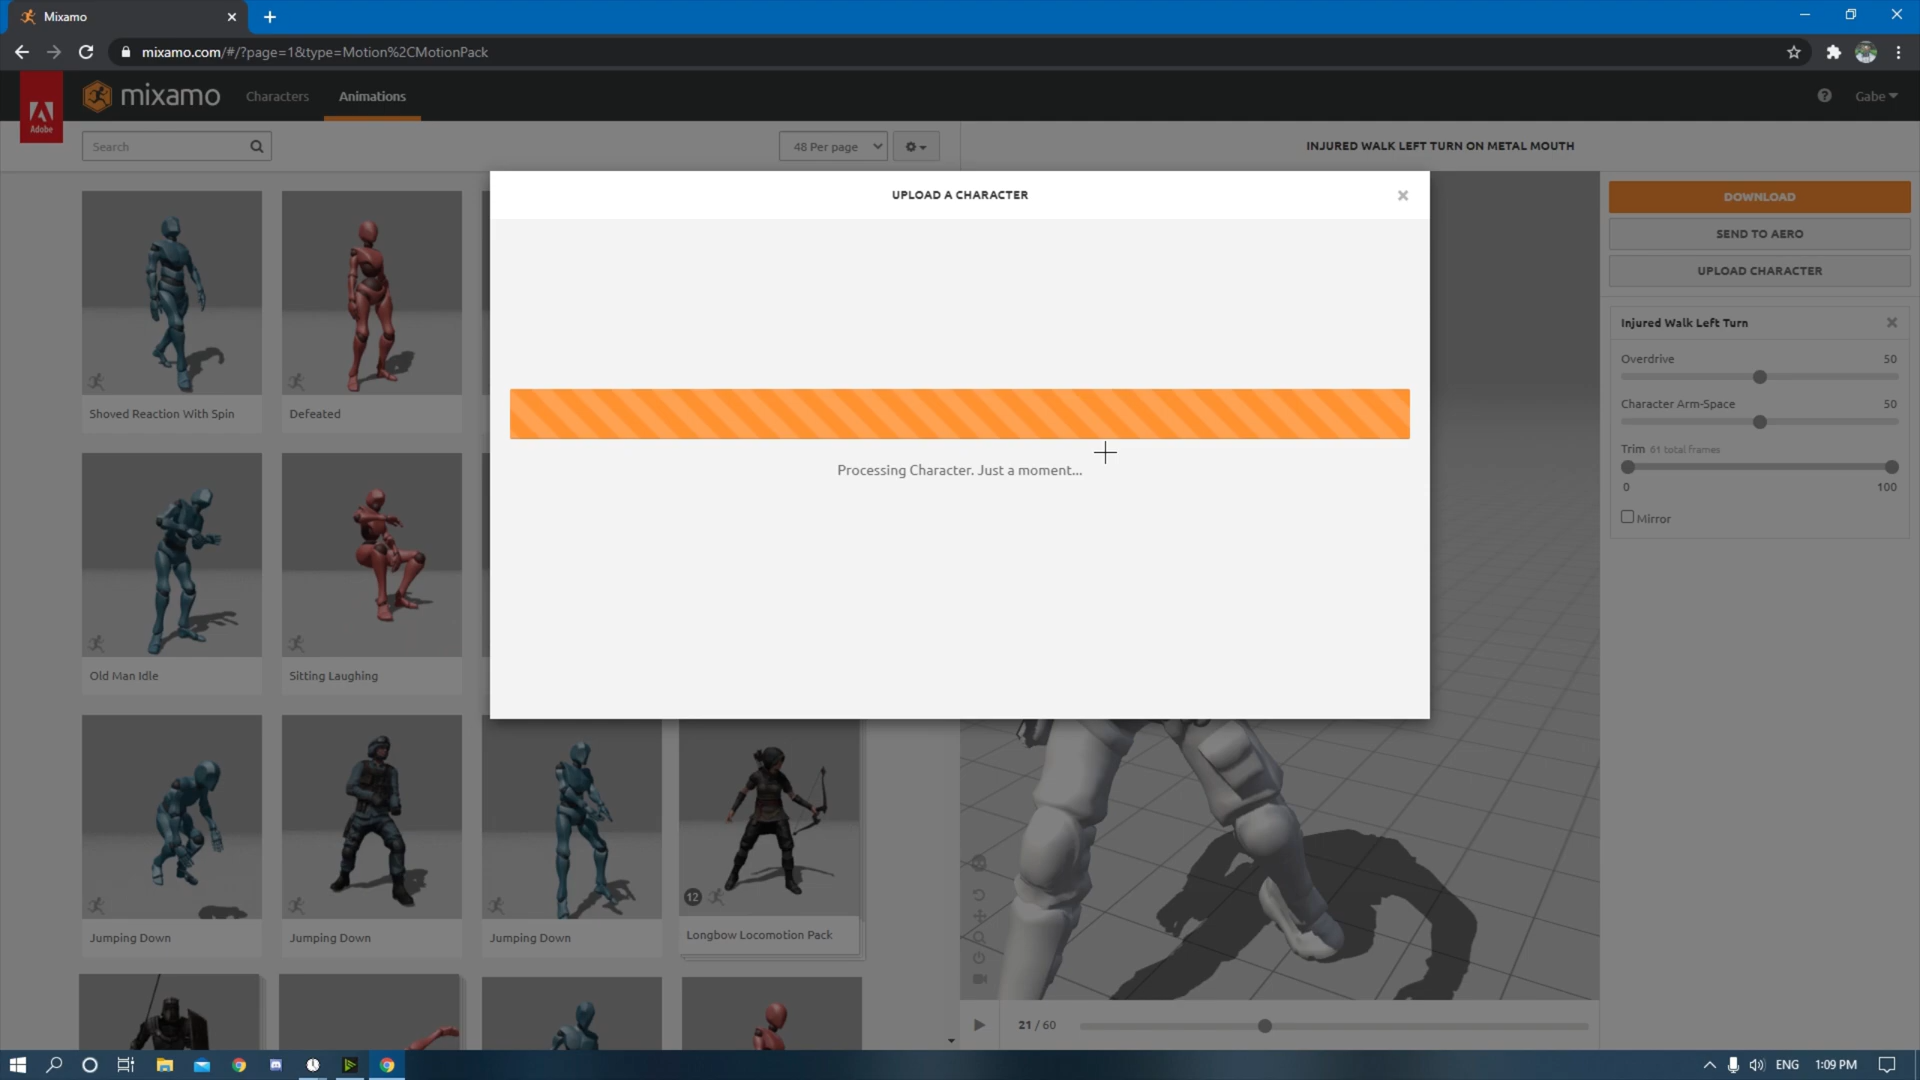 Mixamo
mixamo.com/#/?page=1&type=Motion%2CMotionPack
Adobe
mixamo
Characters
Animations
Gabe
Search
48 Per page
INJURED WALK LEFT TURN ON METAL MOUTH
UPLOAD A CHARACTER
Processing Character. Just a moment...
DOWNLOAD
SEND TO AERO
UPLOAD CHARACTER
Injured Walk Left Turn
Overdrive 50
Character Arm-Space 50
Trim 61 total frames
0 100
Mirror
Shoved Reaction With Spin
Defeated
Old Man Idle
Sitting Laughing
12
Jumping Down
Jumping Down
Jumping Down
Longbow Locomotion Pack
21 / 60
ENG
1:09 PM